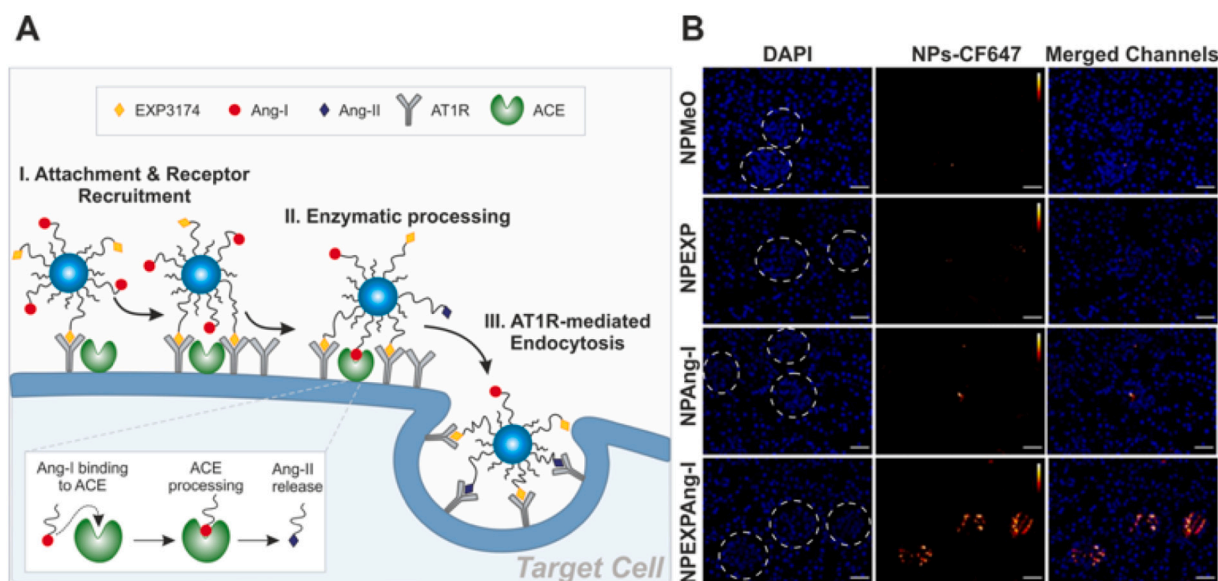 A
EXP3174 Ang-I Ang-II AT1R ACE
I. Attachment & Receptor
Recruitment
II. Enzymatic processing
III. AT1R-mediated
Endocytosis
Ang-I binding
to ACE
ACE
processing
Ang-II
release
Target Cell
B
DAPI NPs-CF647 Merged Channels
NPMeO
NPEXP
NPAng-I
NPEXPAng-I